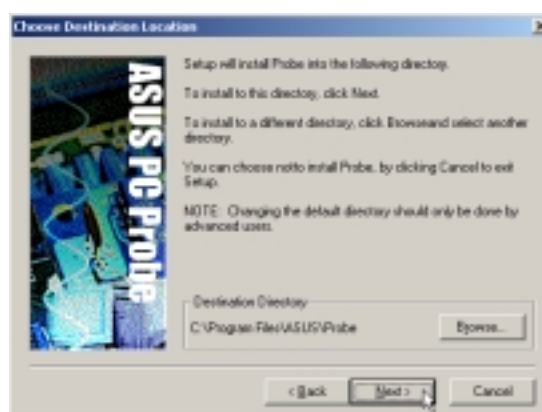 Choose Destination Location
ASUS PC Probe
Setup will install Probe into the following directory.
To install to this directory, click Next.
To install to a different directory, click Browseand select another
directory.
You can choose notto install Probe, by clicking Cancel to exit
Setup.
NOTE: Changing the default directory should only be done by
advanced users.
Destination Directory
C:\Program Files\ASUS\Probe
Browse...
< Back
Next >
Cancel